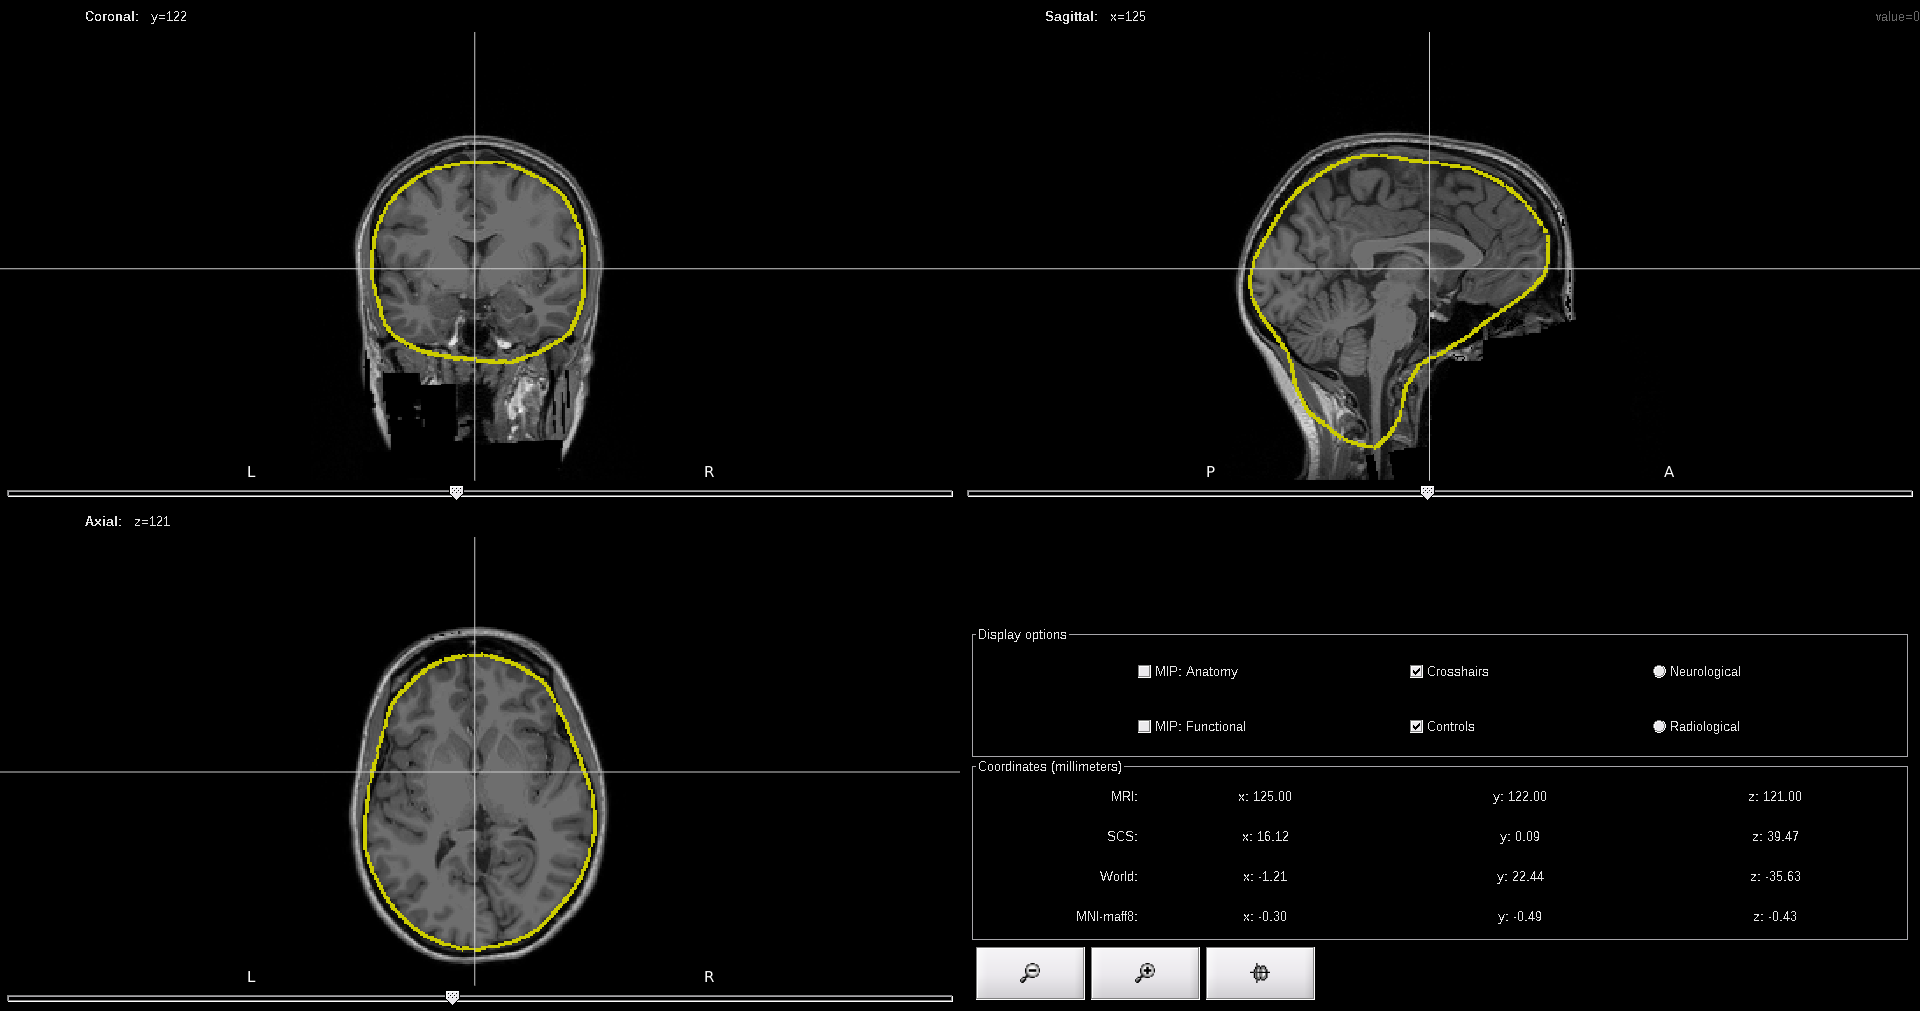 Coronal: y=122
Sagittal: x=125
value=0
L
R
P
A
Axial: z=121
L
R
Display options
MIP: Anatomy
Crosshairs
Neurological
MIP: Functional
Controls
Radiological
Coordinates (millimeters)
MRI: x: 125.00 y: 122.00 z: 121.00
SCS: x: 16.12 y: 0.09 z: 39.47
World: x: -1.21 y: 22.44 z: -35.63
MNI-maff8: x: -0.30 y: -0.49 z: -0.43